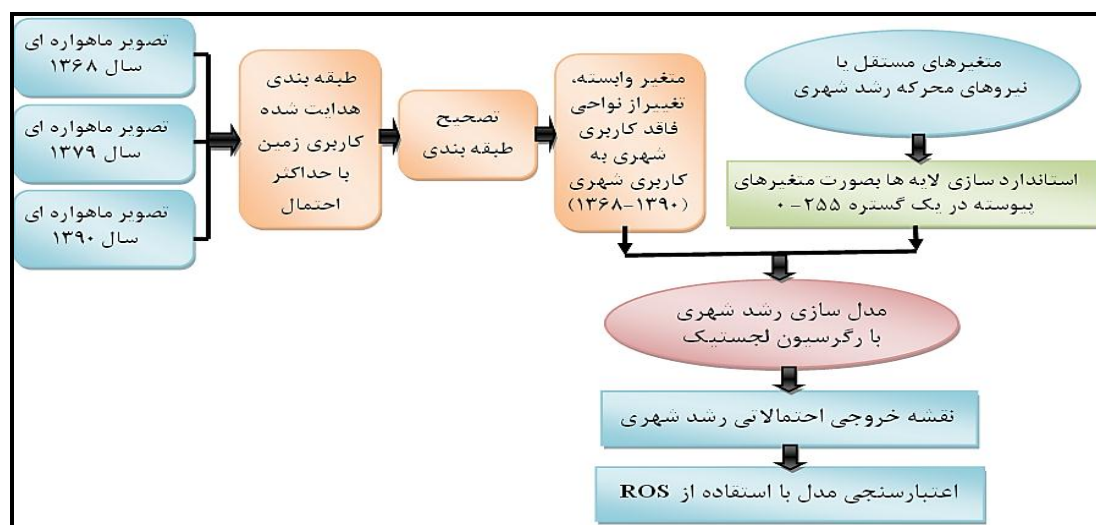 تصویر ماهواره ای
سال ۱۳۶۸
تصویر ماهواره ای
سال ۱۳۷۹
تصویر ماهواره ای
سال ۱۳۹۰
طبقه بندی
هدایت شده
کاربری زمین
با حداکثر
احتمال
تصحیح
طبقه بندی
متغیر وابسته،
تغییراز نواحی
فاقد کاربری
شهری به
کاربری شهری
(۱۳۶۸-۱۳۹۰)
متغیرهای مستقل یا
نیروهای محرکه رشد شهری
استاندارد سازی لایه ها بصورت متغیرهای
پیوسته در یک گستره ۲۵۵-۰
مدل سازی رشد شهری
با رگرسیون لجستیک
نقشه خروجی احتمالاتی رشد شهری
اعتبارسنجی مدل با استفاده از ROS